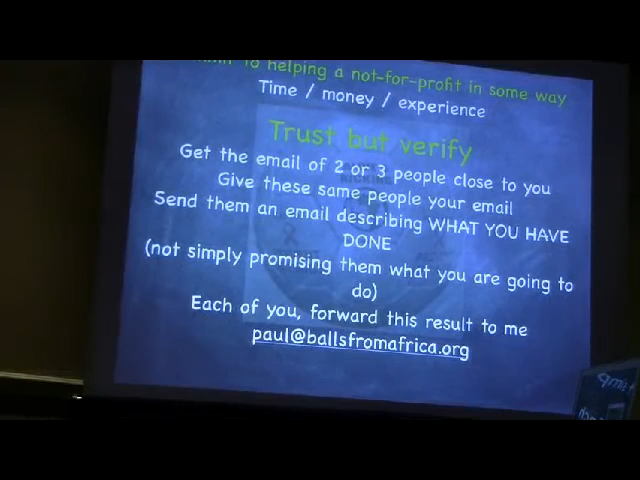 to helping a not-for-profit in some way
Time / money / experience
Trust but verify
Get the email of 2 or 3 people close to you
Give these same people your email
Send them an email describing WHAT YOU HAVE
DONE
(not simply promising them what you are going to
do)
Each of you, forward this result to me
paul@ballsfromafrica.org